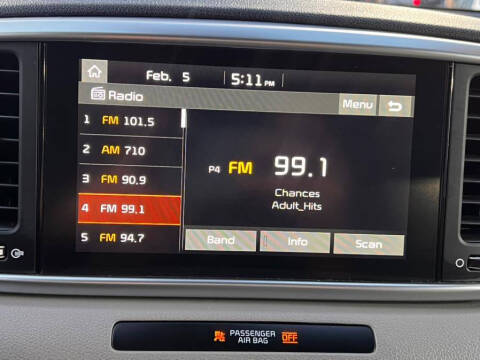 Feb. 5 5:11 PM
Radio
Menu
1 FM 101.5
2 AM 710
3 FM 90.9
4 FM 99.1
5 FM 94.7
P4 FM 99.1
Chances
Adult_Hits
Band Info Scan
PASSENGER
AIR BAG
OFF